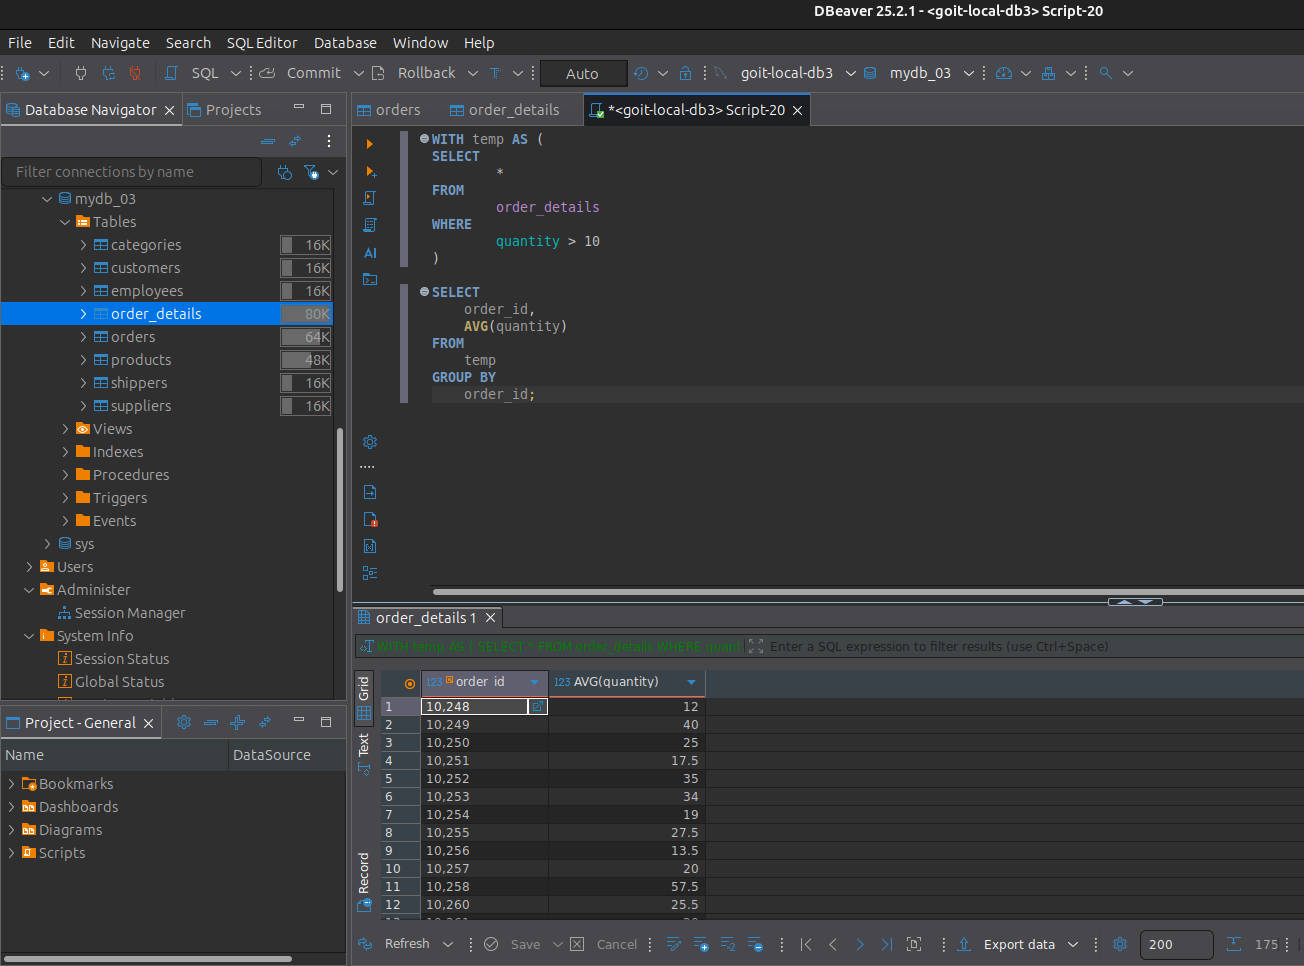 DBeaver 25.2.1 - <goit-local-db3> Script-20
File Edit Navigate Search SQL Editor Database Window Help
SQL Commit Rollback T Auto goit-local-db3 mydb_03
Database Navigator Projects
Filter connections by name
mydb_03
Tables
categories 16K
customers 16K
employees 16K
order_details 80K
orders 64K
products 48K
shippers 16K
suppliers 16K
Views
Indexes
Procedures
Triggers
Events
sys
Users
Administer
Session Manager
System Info
Session Status
Global Status
Project - General
Name DataSource
Bookmarks
Dashboards
Diagrams
Scripts
orders order_details *<goit-local-db3> Script-20
AI
WITH temp AS (
SELECT
*
FROM
order_details
WHERE
quantity > 10
)
SELECT
order_id,
AVG(quantity)
FROM
temp
GROUP BY
order_id;
order_details 1
WITH temp AS ( SELECT * FROM order_details WHERE quant Enter a SQL expression to filter results (use Ctrl+Space)
Grid
Text
Record
123 order_id 123 AVG(quantity)
1 10,248 12
2 10,249 40
3 10,250 25
4 10,251 17.5
5 10,252 35
6 10,253 34
7 10,254 19
8 10,255 27.5
9 10,256 13.5
10 10,257 20
11 10,258 57.5
12 10,260 25.5
Refresh Save Cancel Export data 200 175